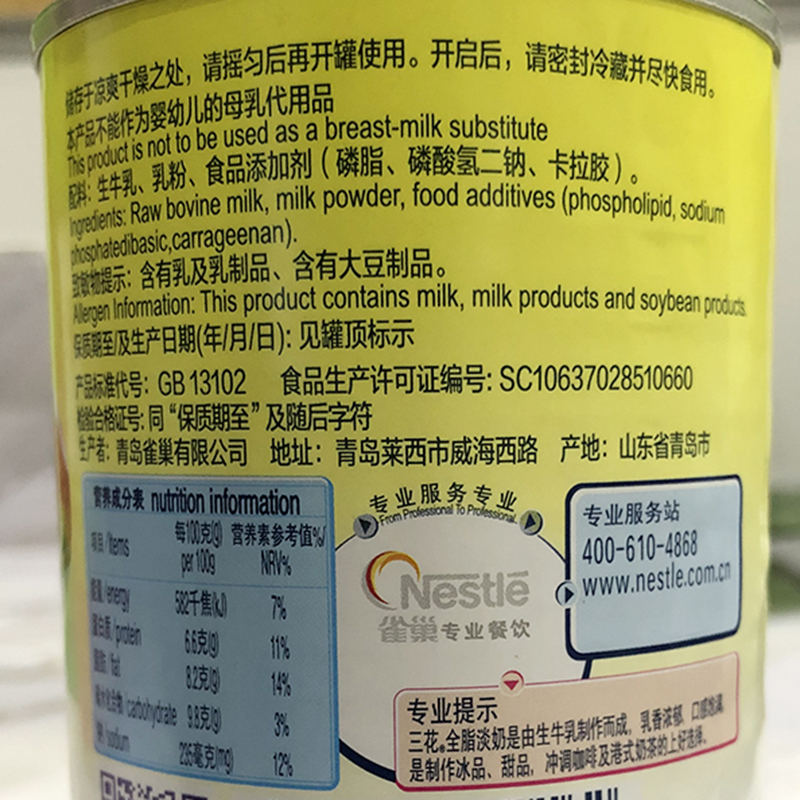 储存于凉爽干燥之处，请摇匀后再开罐使用。开启后，请密封冷藏并尽快食用。
本产品不能作为婴幼儿的母乳代用品
This product is not to be used as a breast-milk substitute
配料：生牛乳、乳粉、食品添加剂（磷脂、磷酸氢二钠、卡拉胶）。
Ingredients: Raw bovine milk, milk powder, food additives (phospholipid, sodium
phosphatedibasic,carrageenan).
致敏物提示：含有乳及乳制品、含有大豆制品。
Allergen Information: This product contains milk, milk products and soybean products.
保质期至/及生产日期(年/月/日)：见罐顶标示
产品标准代号：GB 13102 食品生产许可证编号: SC10637028510660
检验合格证号: 同“保质期至”及随后字符
生产者：青岛雀巢有限公司 地址：青岛莱西市威海西路 产地：山东省青岛市
营养成分表 nutrition information
项目/Items 每100克(g) per 100g 营养素参考值%/ NRV%
能量/energy 582千焦(kJ) 7%
蛋白质/protein 6.6克(g) 11%
脂肪/fat 8.2克(g) 14%
碳水化合物/carbohydrate 9.8克(g) 3%
钠/sodium 235毫克(mg) 12%
专业服务专业
From Professional To Professional
Nestlé
雀巢专业餐饮
专业服务站
400-610-4868
www.nestle.com.cn
专业提示
三花®全脂淡奶是由生牛乳制作而成，乳香浓郁，口感饱满，
是制作冰品、甜品，冲调咖啡及港式奶茶的上好选择。